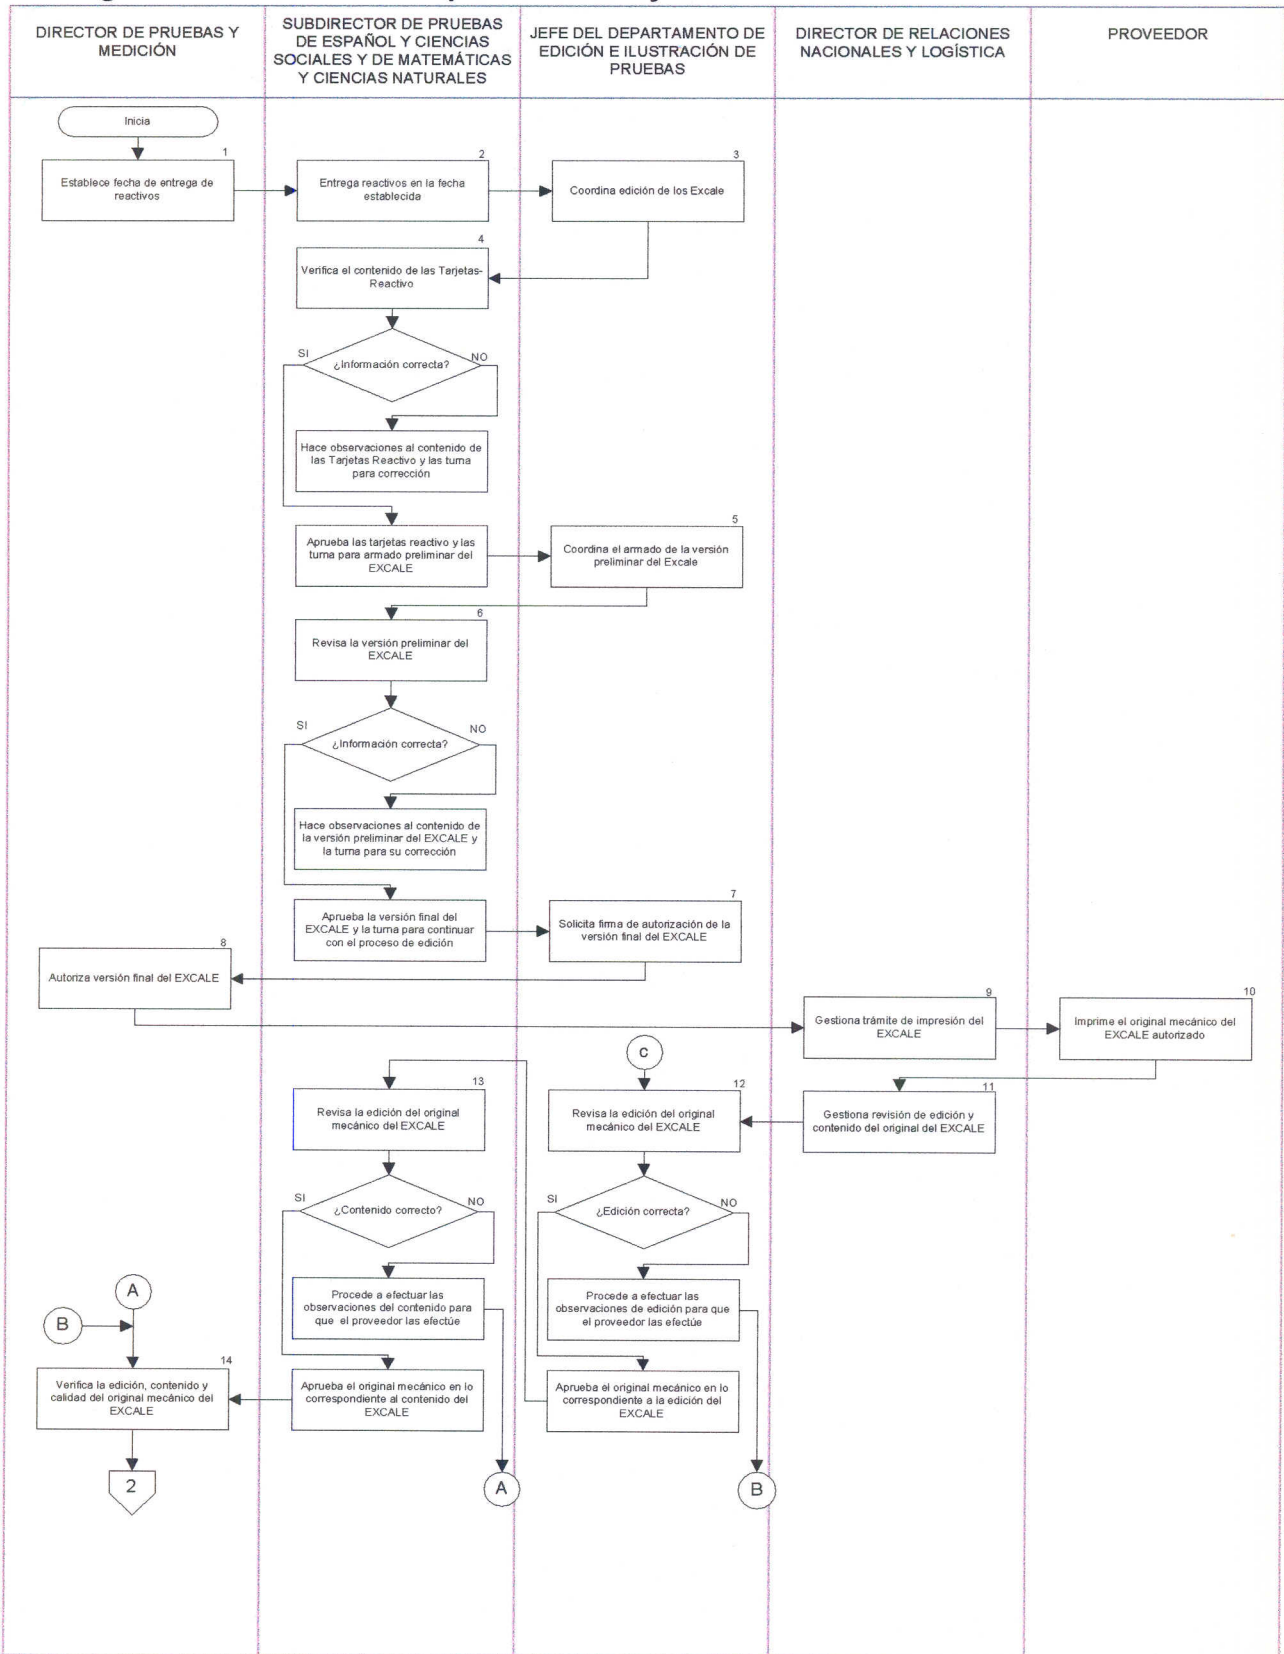 DIRECTOR DE PRUEBAS Y
MEDICIÓN
SUBDIRECTOR DE PRUEBAS
DE ESPAÑOL Y CIENCIAS
SOCIALES Y DE MATEMÁTICAS
Y CIENCIAS NATURALES
JEFE DEL DEPARTAMENTO DE
EDICIÓN E ILUSTRACIÓN DE
PRUEBAS
DIRECTOR DE RELACIONES
NACIONALES Y LOGÍSTICA
PROVEEDOR
Inicia
1
Establece fecha de entrega de
reactivos
2
Entrega reactivos en la fecha
establecida
3
Coordina edición de los Excale
4
Verifica el contenido de las Tarjetas-
Reactivo
SI
¿Información correcta?
NO
Hace observaciones al contenido de
las Tarjetas Reactivo y las turna
para corrección
Aprueba las tarjetas reactivo y las
turna para armado preliminar del
EXCALE
5
Coordina el armado de la versión
preliminar del Excale
6
Revisa la versión preliminar del
EXCALE
SI
¿Información correcta?
NO
Hace observaciones al contenido de
la versión preliminar del EXCALE y
la turna para su corrección
Aprueba la versión final del
EXCALE y la turna para continuar
con el proceso de edición
7
Solicita firma de autorización de la
versión final del EXCALE
8
Autoriza versión final del EXCALE
9
Gestiona trámite de impresión del
EXCALE
10
Imprime el original mecánico del
EXCALE autorizado
c
11
Gestiona revisión de edición y
contenido del original del EXCALE
12
Revisa la edición del original
mecánico del EXCALE
13
Revisa la edición del original
mecánico del EXCALE
SI
¿Contenido correcto?
NO
SI
¿Edición correcta?
NO
Procede a efectuar las
observaciones del contenido para
que el proveedor las efectúe
Procede a efectuar las
observaciones de edición para que
el proveedor las efectúe
A
B
14
Verifica la edición, contenido y
calidad del original mecánico del
EXCALE
Aprueba el original mecánico en lo
correspondiente al contenido del
EXCALE
Aprueba el original mecánico en lo
correspondiente a la edición del
EXCALE
2
A
B